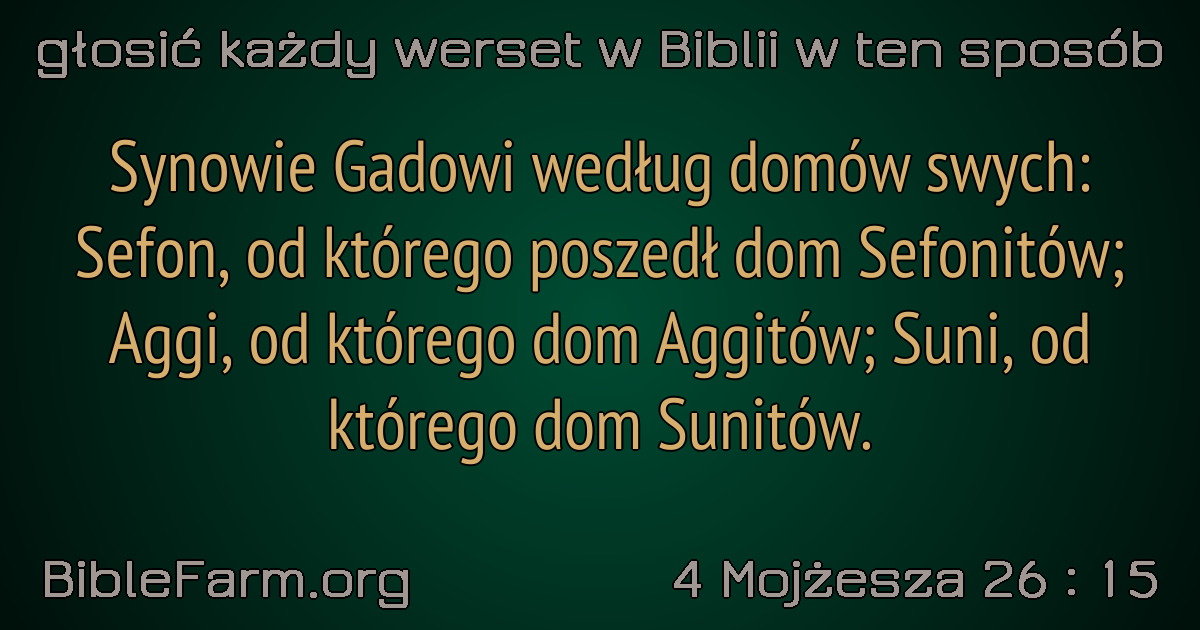 głosić każdy werset w Biblii w ten sposób
Synowie Gadowi według domów swych:
Sefon, od którego poszedł dom Sefonitów;
Aggi, od którego dom Aggitów; Suni, od
którego dom Sunitów.
BibleFarm.org
4 Mojżesza 26 : 15